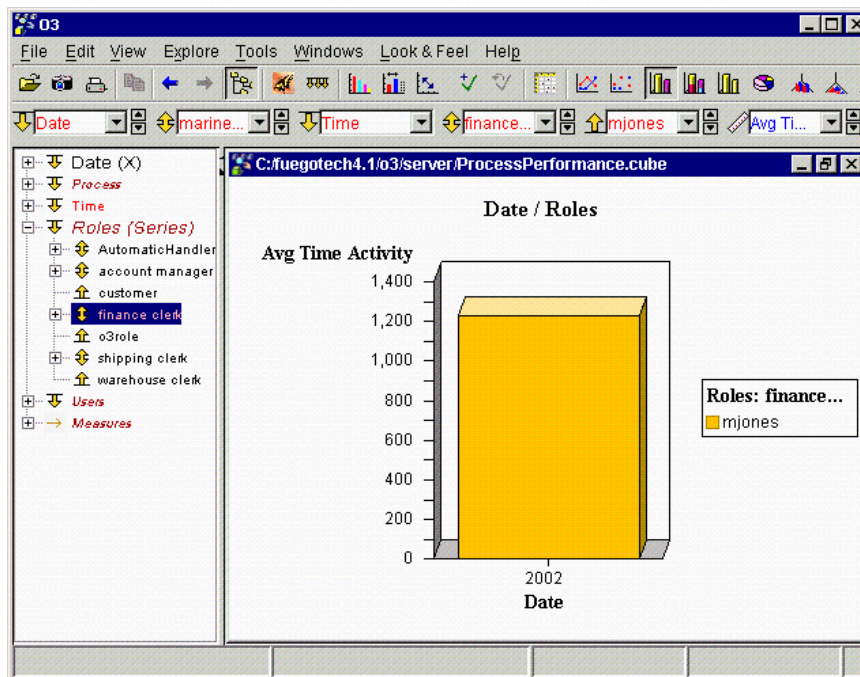 O3
File Edit View Explore Tools Windows Look & Feel Help
Date marine... Time finance... mjones Avg Ti...
Date (X)
Process
Time
Roles (Series)
AutomaticHandler
account manager
customer
finance clerk
o3role
shipping clerk
warehouse clerk
Users
Measures
C:/fuegotech4.1/o3/server/ProcessPerformance.cube
Date / Roles
Avg Time Activity
1,400
1,200
1,000
800
600
400
200
0
2002
Date
Roles: finance...
mjones